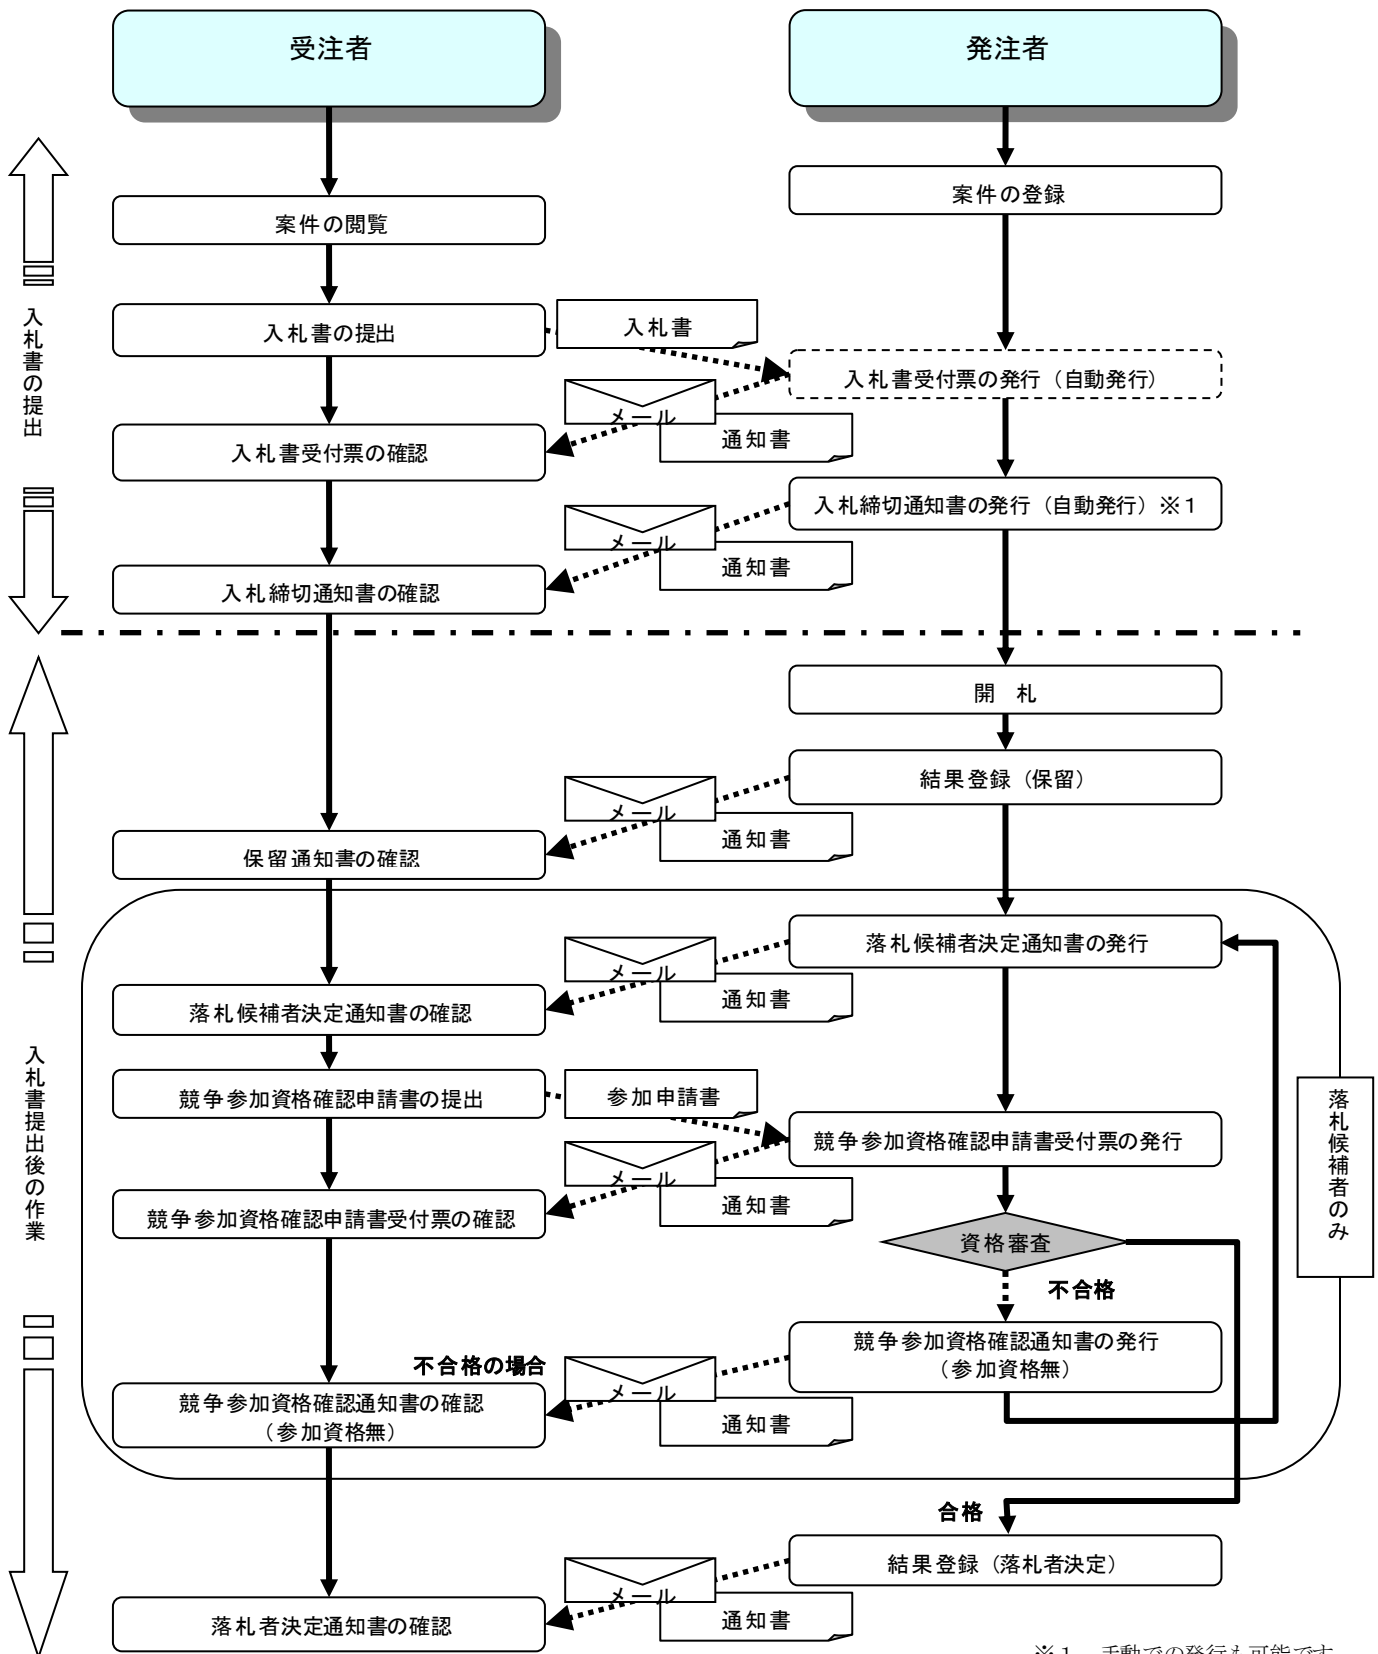 受注者
発注者
案件の登録
案件の閲覧
入札書の提出
入札書の提出
入札書
入札書受付票の発行（自動発行）
メール
通知書
入札書受付票の確認
入札締切通知書の発行（自動発行）※１
メール
通知書
入札締切通知書の確認
開　札
結果登録（保留）
メール
通知書
保留通知書の確認
落札候補者決定通知書の発行
メール
通知書
落札候補者決定通知書の確認
入札書提出後の作業
競争参加資格確認申請書の提出
参加申請書
落札候補者のみ
競争参加資格確認申請書受付票の発行
メール
通知書
競争参加資格確認申請書受付票の確認
資格審査
不合格
競争参加資格確認通知書の発行
（参加資格無）
不合格の場合
メール
通知書
競争参加資格確認通知書の確認
（参加資格無）
合格
結果登録（落札者決定）
メール
通知書
落札者決定通知書の確認
※１　手動での発行も可能です